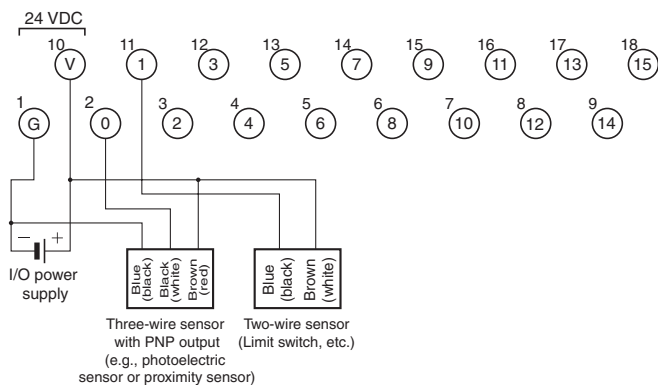 24 VDC
10 11 12 13 14 15 16 17 18
V 1 3 5 7 9 11 13 15
1 2 3 4 5 6 7 8 9
G 0 2 4 6 8 10 12 14
− +
I/O power
supply
Blue
(black)
Black
(white)
Brown
(red)
Blue
(black)
Brown
(white)
Three-wire sensor
with PNP output
(e.g., photoelectric
sensor or proximity sensor)
Two-wire sensor
(Limit switch, etc.)